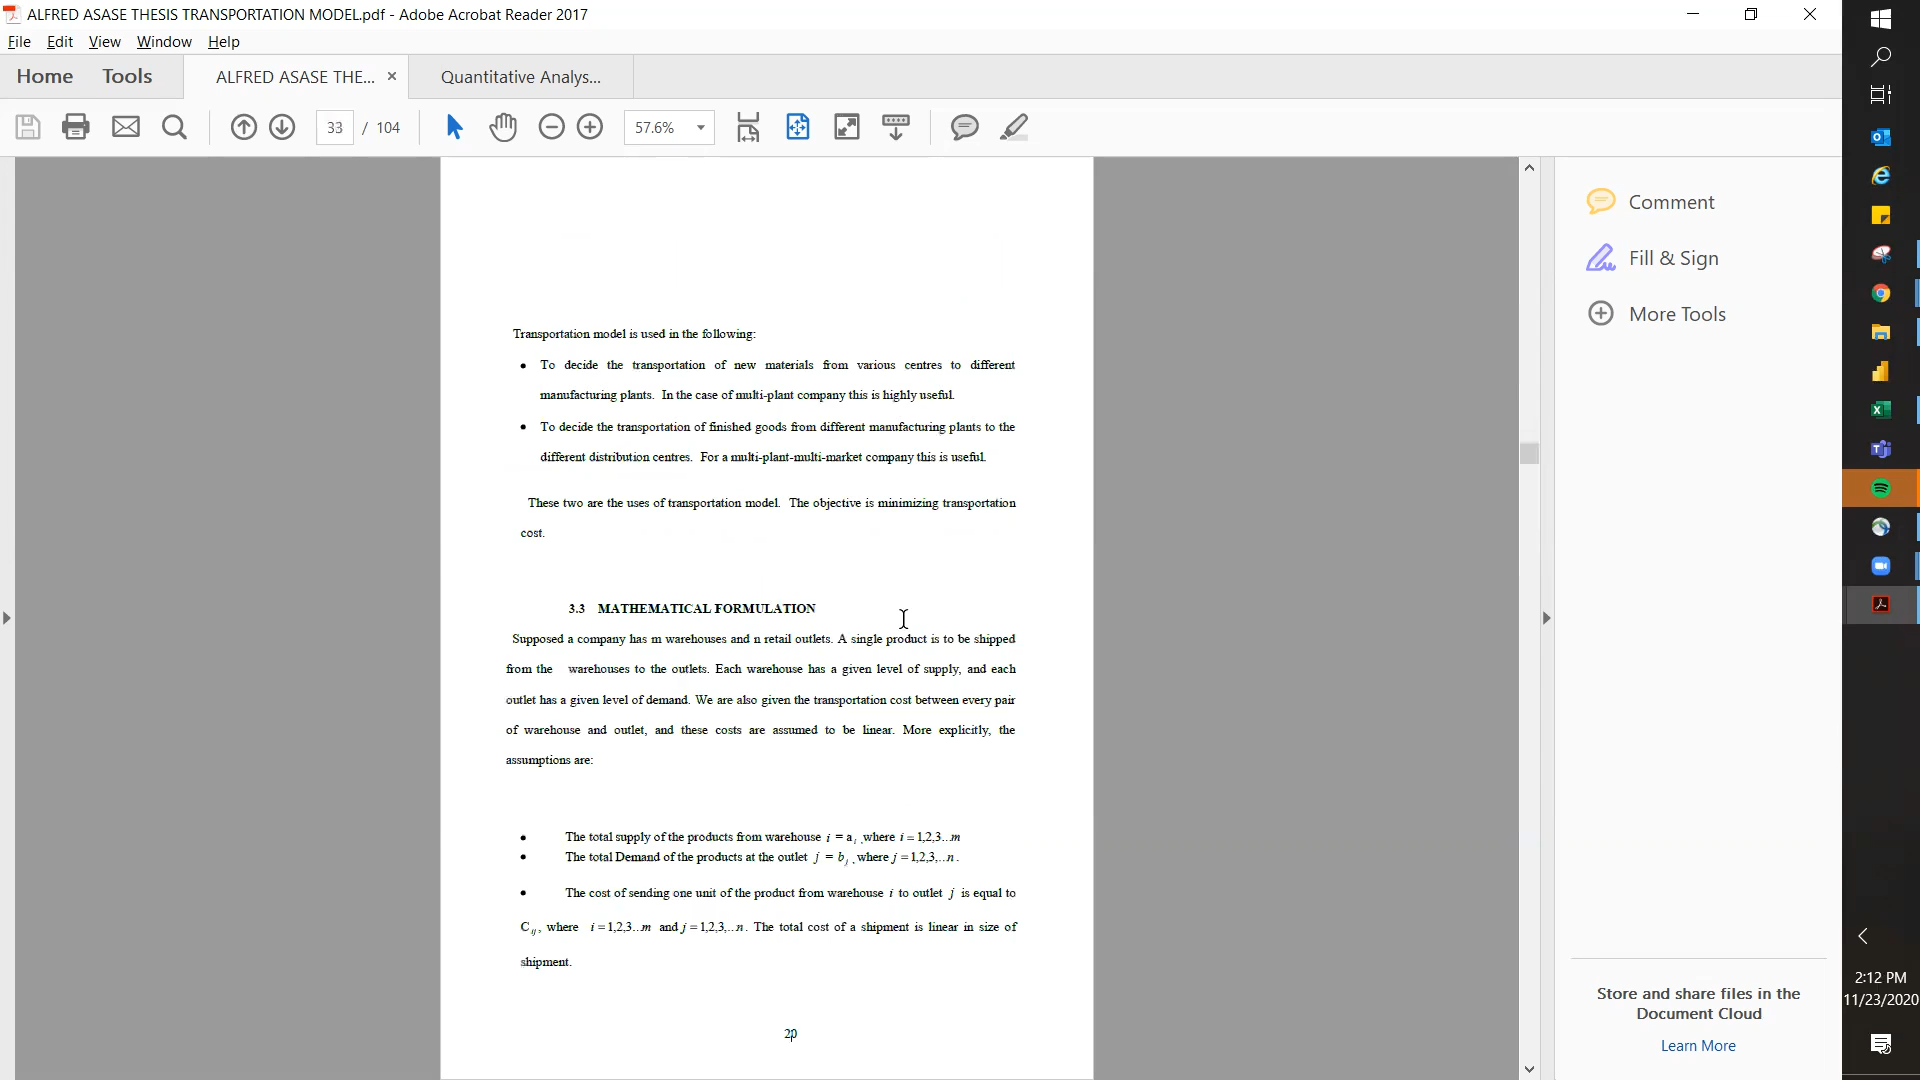 ALFRED ASASE THESIS TRANSPORTATION MODEL.pdf - Adobe Acrobat Reader 2017
File Edit View Window Help
Home Tools ALFRED ASASE THE... × Quantitative Analys...
33 / 104 57.6%
Transportation model is used in the following:
• To decide the transportation of new materials from various centres to different
manufacturing plants. In the case of multi-plant company this is highly useful.
• To decide the transportation of finished goods from different manufacturing plants to the
different distribution centres. For a multi-plant-multi-market company this is useful.
These two are the uses of transportation model. The objective is minimizing transportation
cost.
3.3 MATHEMATICAL FORMULATION
Supposed a company has m warehouses and n retail outlets. A single product is to be shipped
from the warehouses to the outlets. Each warehouse has a given level of supply, and each
outlet has a given level of demand. We are also given the transportation cost between every pair
of warehouse and outlet, and these costs are assumed to be linear. More explicitly, the
assumptions are:
• The total supply of the products from warehouse i = a_i, where i = 1,2,3...m
• The total Demand of the products at the outlet j = b_j, where j = 1,2,3,...n.
• The cost of sending one unit of the product from warehouse i to outlet j is equal to
C_ij, where i = 1,2,3...m and j = 1,2,3,...n. The total cost of a shipment is linear in size of
shipment.
20
Comment
Fill & Sign
More Tools
Store and share files in the
Document Cloud
Learn More
2:12 PM
11/23/2020